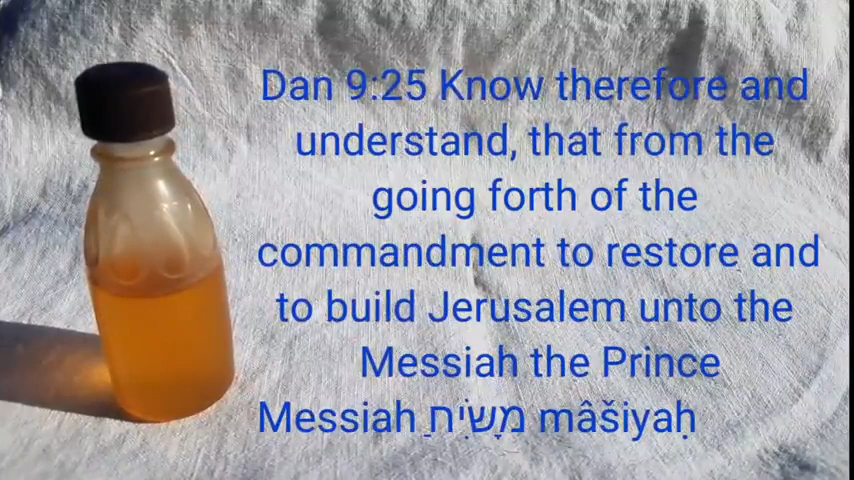 Dan 9:25 Know therefore and
understand, that from the
going forth of the
commandment to restore and
to build Jerusalem unto the
Messiah the Prince
Messiah מָשִׁיחַ mâšiyaḥ